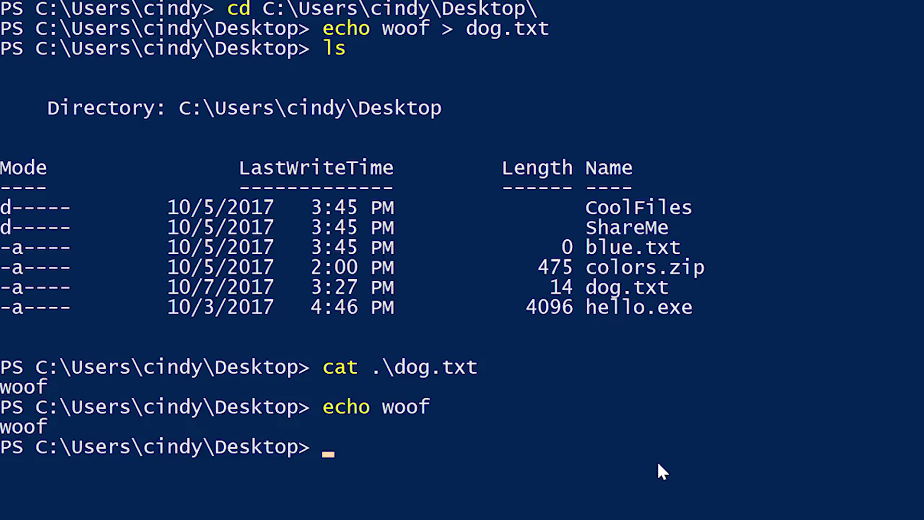 PS C:\Users\cindy> cd C:\Users\cindy\Desktop\
PS C:\Users\cindy\Desktop> echo woof > dog.txt
PS C:\Users\cindy\Desktop> ls
Directory: C:\Users\cindy\Desktop
Mode LastWriteTime Length Name
---- ------------- ------ ----
d----- 10/5/2017 3:45 PM CoolFiles
d----- 10/5/2017 3:45 PM ShareMe
-a---- 10/5/2017 3:45 PM 0 blue.txt
-a---- 10/5/2017 2:00 PM 475 colors.zip
-a---- 10/7/2017 3:27 PM 14 dog.txt
-a---- 10/3/2017 4:46 PM 4096 hello.exe
PS C:\Users\cindy\Desktop> cat .\dog.txt
woof
PS C:\Users\cindy\Desktop> echo woof
woof
PS C:\Users\cindy\Desktop>